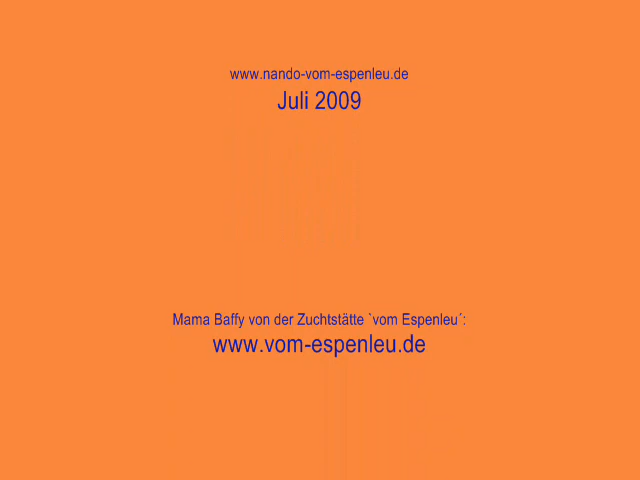 www.nando-vom-espenleu.de
Juli 2009
Mama Baffy von der Zuchtstätte `vom Espenleu´:
www.vom-espenleu.de